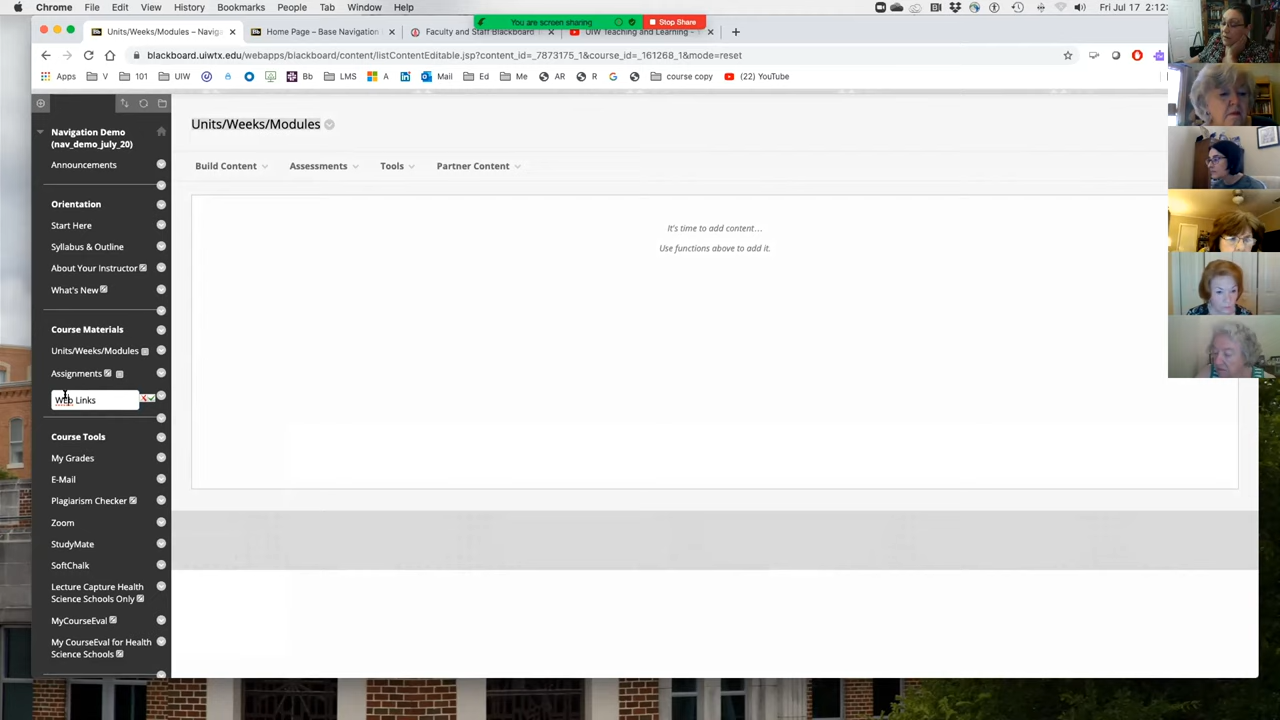 Chrome File Edit View History Bookmarks People Tab Window Help
Fri Jul 17 2:12:
You are screen sharing
Stop Share
Units/Weeks/Modules – Naviga
Home Page – Base Navigation
Faculty and Staff Blackboard
UIW Teaching and Learning -
blackboard.uiwtx.edu/webapps/blackboard/content/listContentEditable.jsp?content_id=_7873175_1&course_id=_161268_1&mode=reset
Apps V 101 UIW Bb LMS A Mail Ed Me AR R course copy (22) YouTube
Navigation Demo
(nav_demo_july_20)
Announcements
Orientation
Start Here
Syllabus & Outline
About Your Instructor
What's New
Course Materials
Units/Weeks/Modules
Assignments
Web Links
Course Tools
My Grades
E-Mail
Plagiarism Checker
Zoom
StudyMate
SoftChalk
Lecture Capture Health
Science Schools Only
MyCourseEval
My CourseEval for Health
Science Schools
Units/Weeks/Modules
Build Content Assessments Tools Partner Content
It's time to add content...
Use functions above to add it.